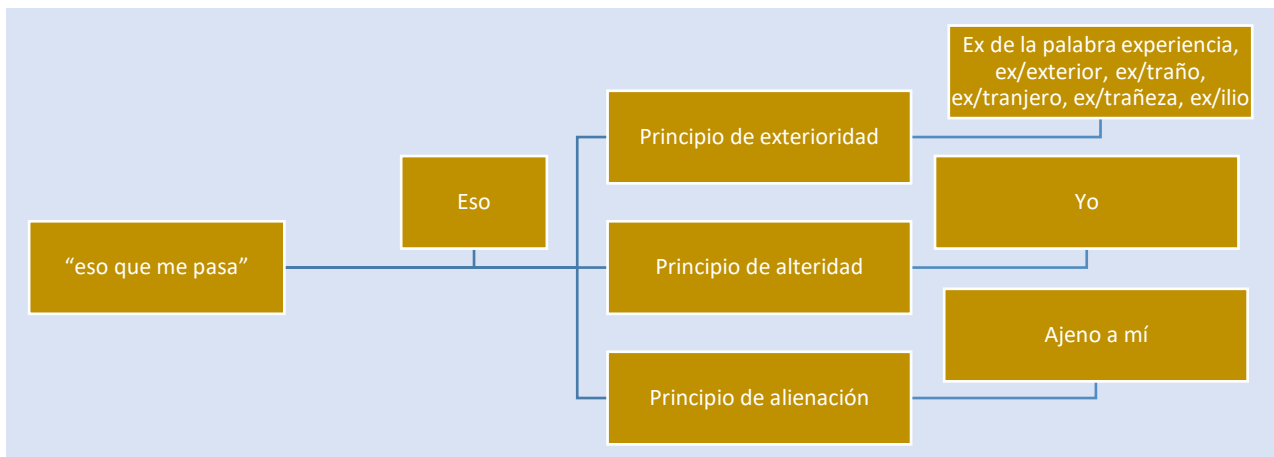 “eso que me pasa”
Eso
Principio de exterioridad
Ex de la palabra experiencia,
ex/exterior, ex/traño,
ex/tranjero, ex/trañeza, ex/ilio
Principio de alteridad
Yo
Principio de alienación
Ajeno a mí